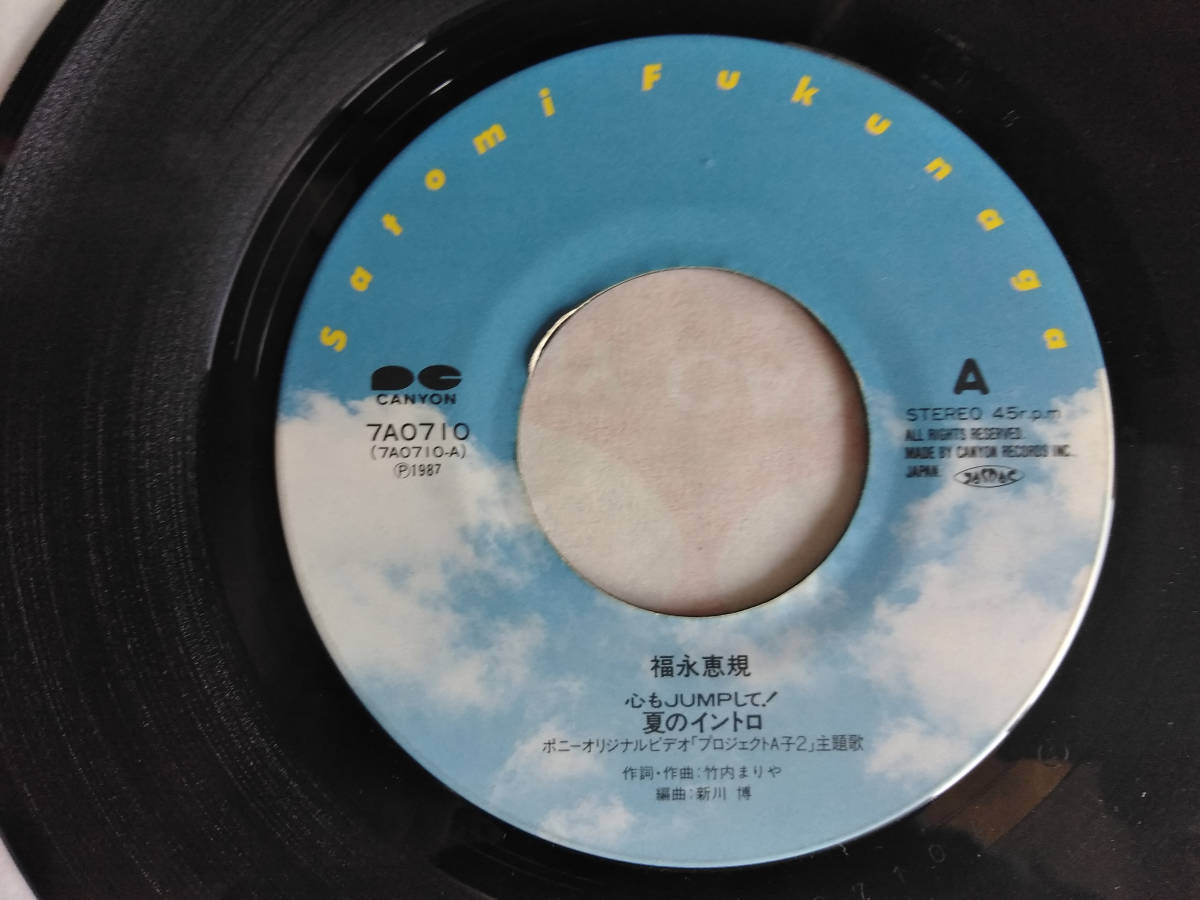 Satomi Fukunaga
CANYON
7A0710
(7A0710-A)
Ⓟ1987
A
STEREO 45r.p.m
ALL RIGHTS RESERVED.
MADE BY CANYON RECORDS INC.,
JAPAN.
JASRAC
福永恵規
心もJUMPして!
夏のイントロ
ポニーオリジナルビデオ「プロジェクトA子2」主題歌
作詞・作曲:竹内まりや
編曲:新川 博